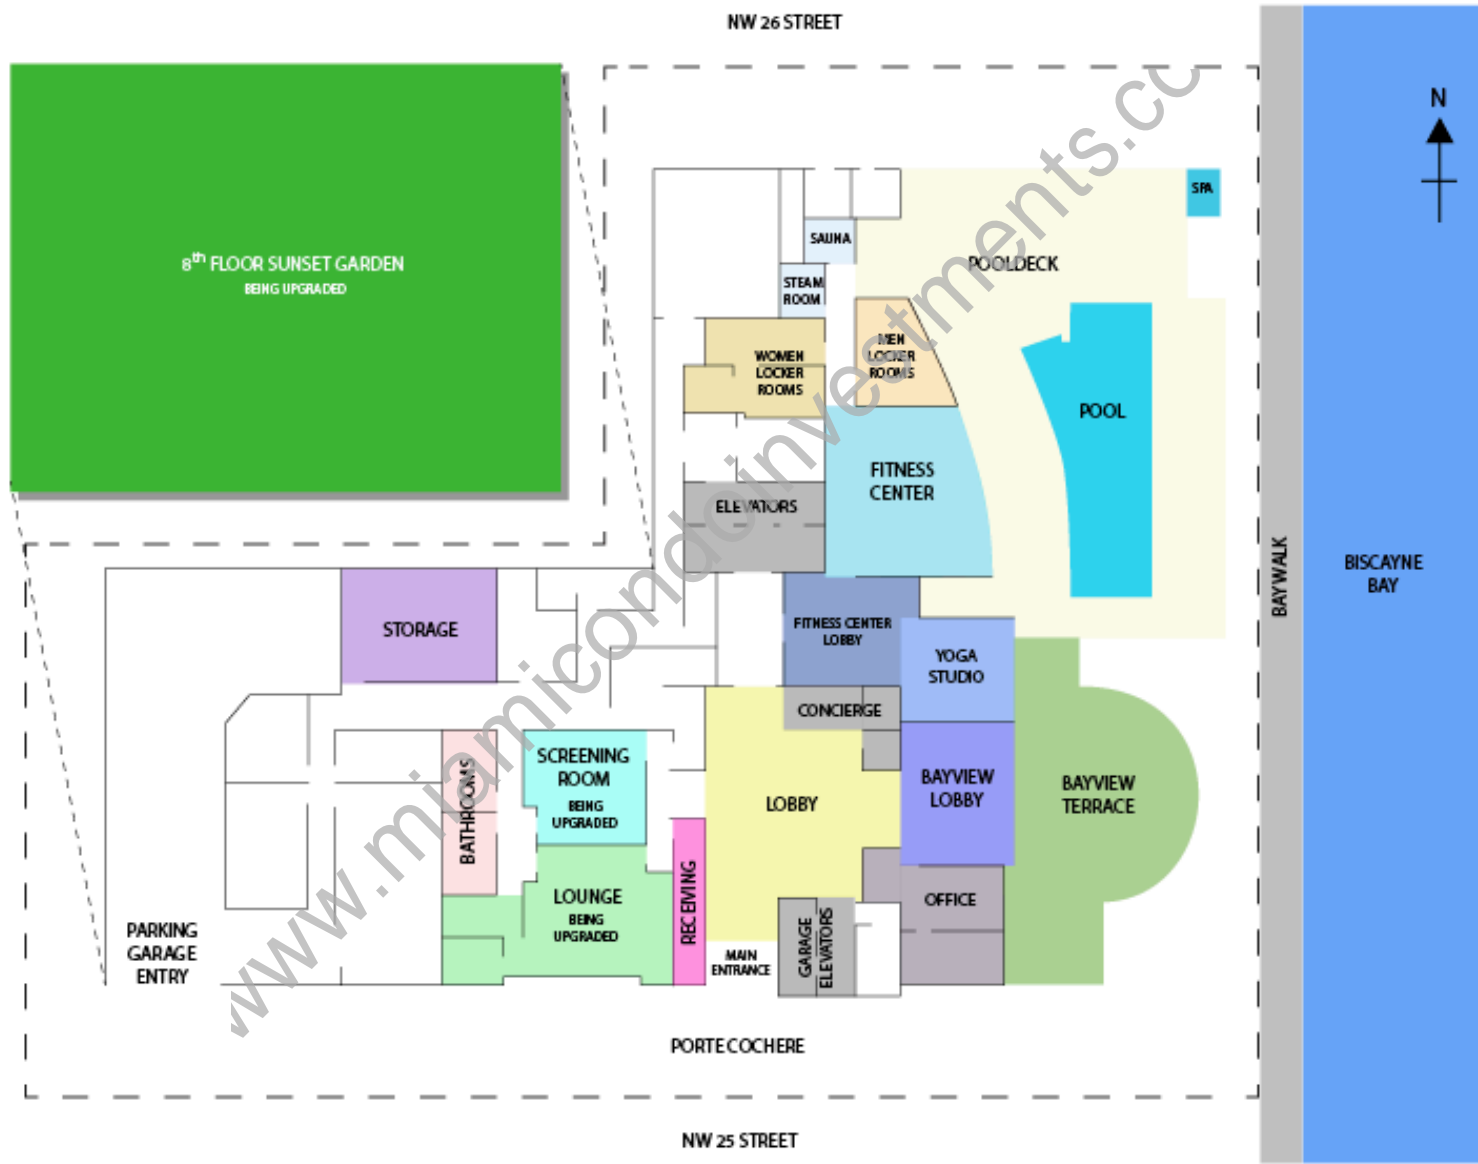 NW 26 STREET
N
8th FLOOR SUNSET GARDEN
BEING UPGRADED
SPA
SAUNA
POOLDECK
STEAM
ROOM
MEN
LOCKER
ROOMS
WOMEN
LOCKER
ROOMS
POOL
FITNESS
CENTER
ELEVATORS
BAYWALK
BISCAYNE
BAY
STORAGE
FITNESS CENTER
LOBBY
YOGA
STUDIO
CONCIERGE
SCREENING
ROOM
BEING
UPGRADED
BATHROOMS
LOBBY
BAYVIEW
LOBBY
BAYVIEW
TERRACE
LOUNGE
BEING
UPGRADED
RECEIVING
OFFICE
PARKING
GARAGE
ENTRY
MAIN
ENTRANCE
GARAGE
ELEVATORS
PORTE COCHERE
NW 25 STREET
www.miamicondoinvestments.cc